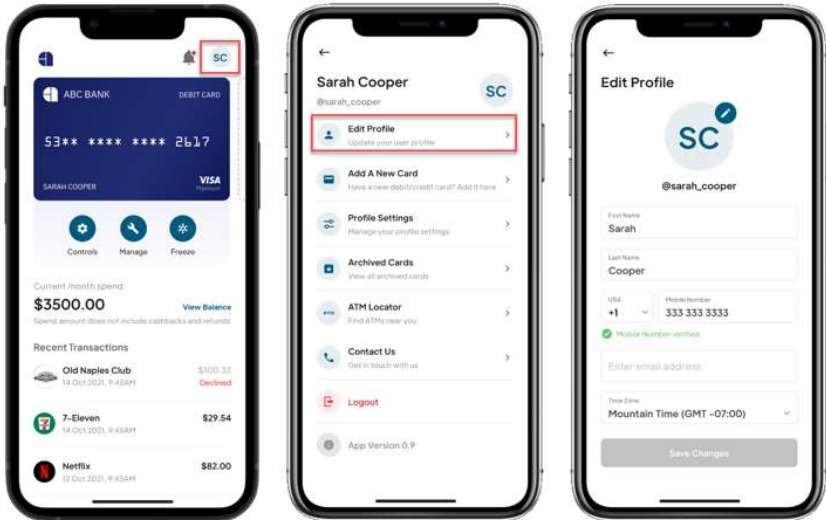 SC
ABC BANK
DEBIT CARD
53** **** **** 2617
SARAH COOPER
VISA
Platinum
Controls
Manage
Freeze
Current month spend
$3500.00
View Balance
Spend amount does not include cashbacks and refunds
Recent Transactions
Old Naples Club
$100.32
14 Oct 2021, 9:45AM
Declined
7-Eleven
$29.54
14 Oct 2021, 9:45AM
Netflix
$82.00
12 Oct 2021, 9:45AM
Sarah Cooper
@sarah_cooper
SC
Edit Profile
Update your user profile
Add A New Card
Have a new debit/credit card? Add it here
Profile Settings
Manage your profile settings
Archived Cards
View all archived cards
ATM Locator
Find ATMs near you
Contact Us
Get in touch with us
Logout
App Version 0.9
Edit Profile
SC
@sarah_cooper
First Name
Sarah
Last Name
Cooper
USA
+1
Mobile Number
333 333 3333
Mobile Number verified
Enter email address
Time Zone
Mountain Time (GMT -07:00)
Save Changes